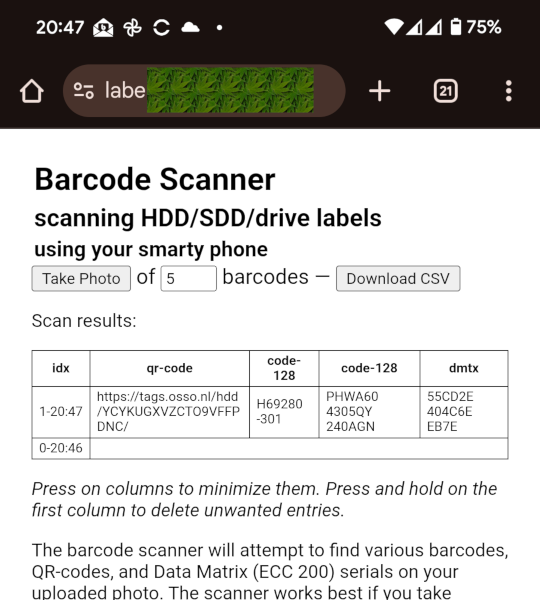 20:47 75%
labe 21
Barcode Scanner
scanning HDD/SDD/drive labels
using your smarty phone
Take Photo of 5 barcodes — Download CSV
Scan results:
idx qr-code code-128 code-128 dmtx
1-20:47 https://tags.osso.nl/hdd/YCYKUGXVZCTO9VFFPDNC/ H69280-301 PHWA604305QY240AGN 55CD2E404C6EEB7E
0-20:46
Press on columns to minimize them. Press and hold on the
first column to delete unwanted entries.
The barcode scanner will attempt to find various barcodes,
QR-codes, and Data Matrix (ECC 200) serials on your
uploaded photo. The scanner works best if you take